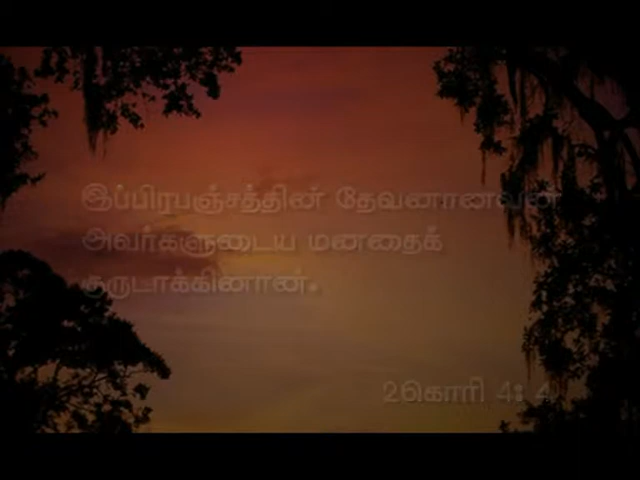 இப்பிரபஞ்சத்தின் தேவனானவன்
அவர்களுடைய மனதைக்
குருடாக்கினான்.
2கொரி 4: 4